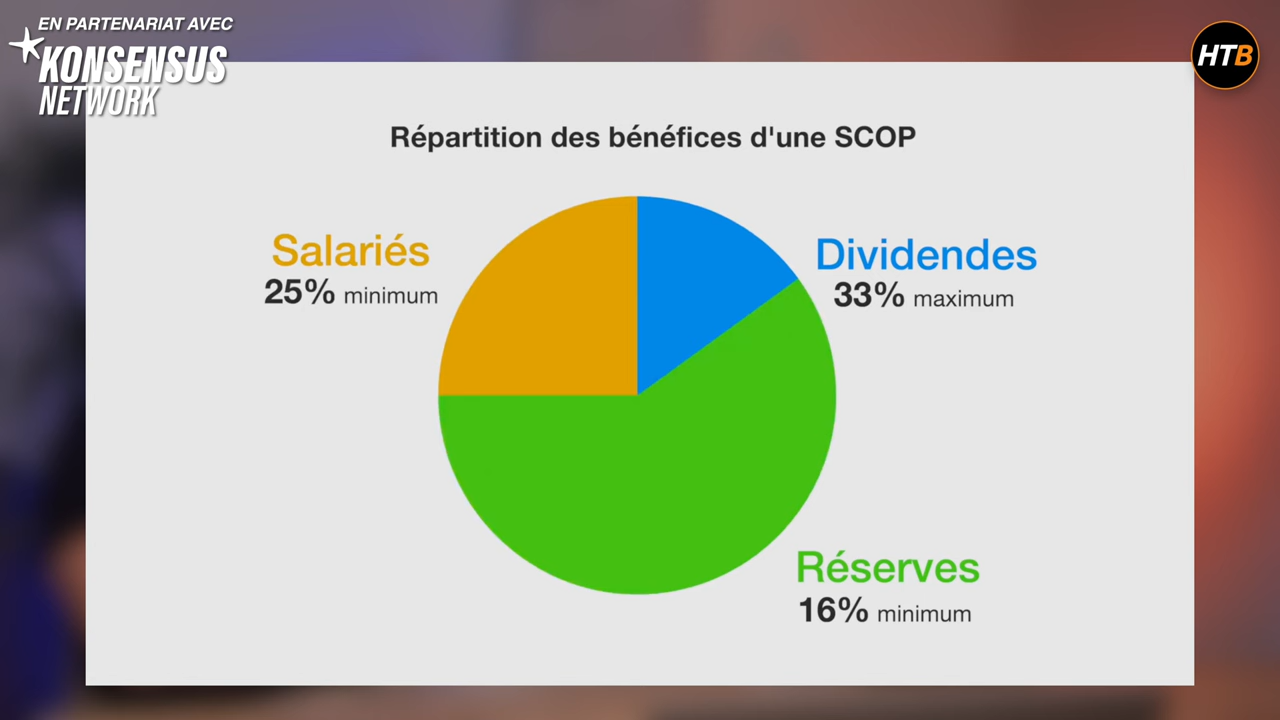 EN PARTENARIAT AVEC
KONSENSUS
NETWORK
HTB
Répartition des bénéfices d'une SCOP
Salariés
25% minimum
Dividendes
33% maximum
Réserves
16% minimum